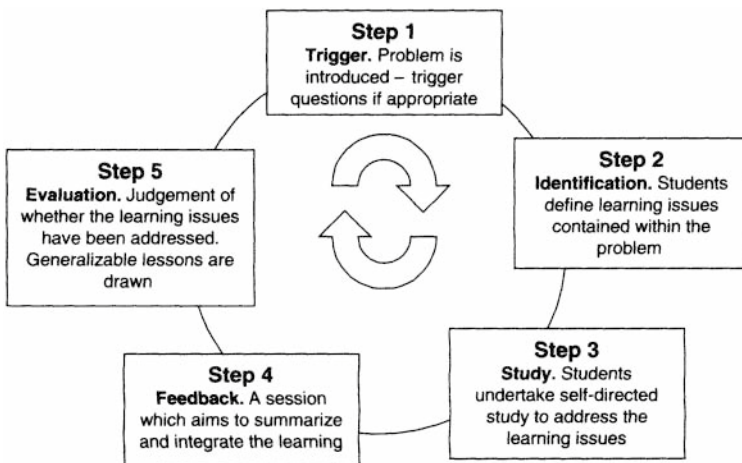 Step 1
Trigger. Problem is
introduced – trigger
questions if appropriate
Step 2
Identification. Students
define learning issues
contained within the
problem
Step 3
Study. Students
undertake self-directed
study to address the
learning issues
Step 4
Feedback. A session
which aims to summarize
and integrate the learning
Step 5
Evaluation. Judgement of
whether the learning issues
have been addressed.
Generalizable lessons are
drawn